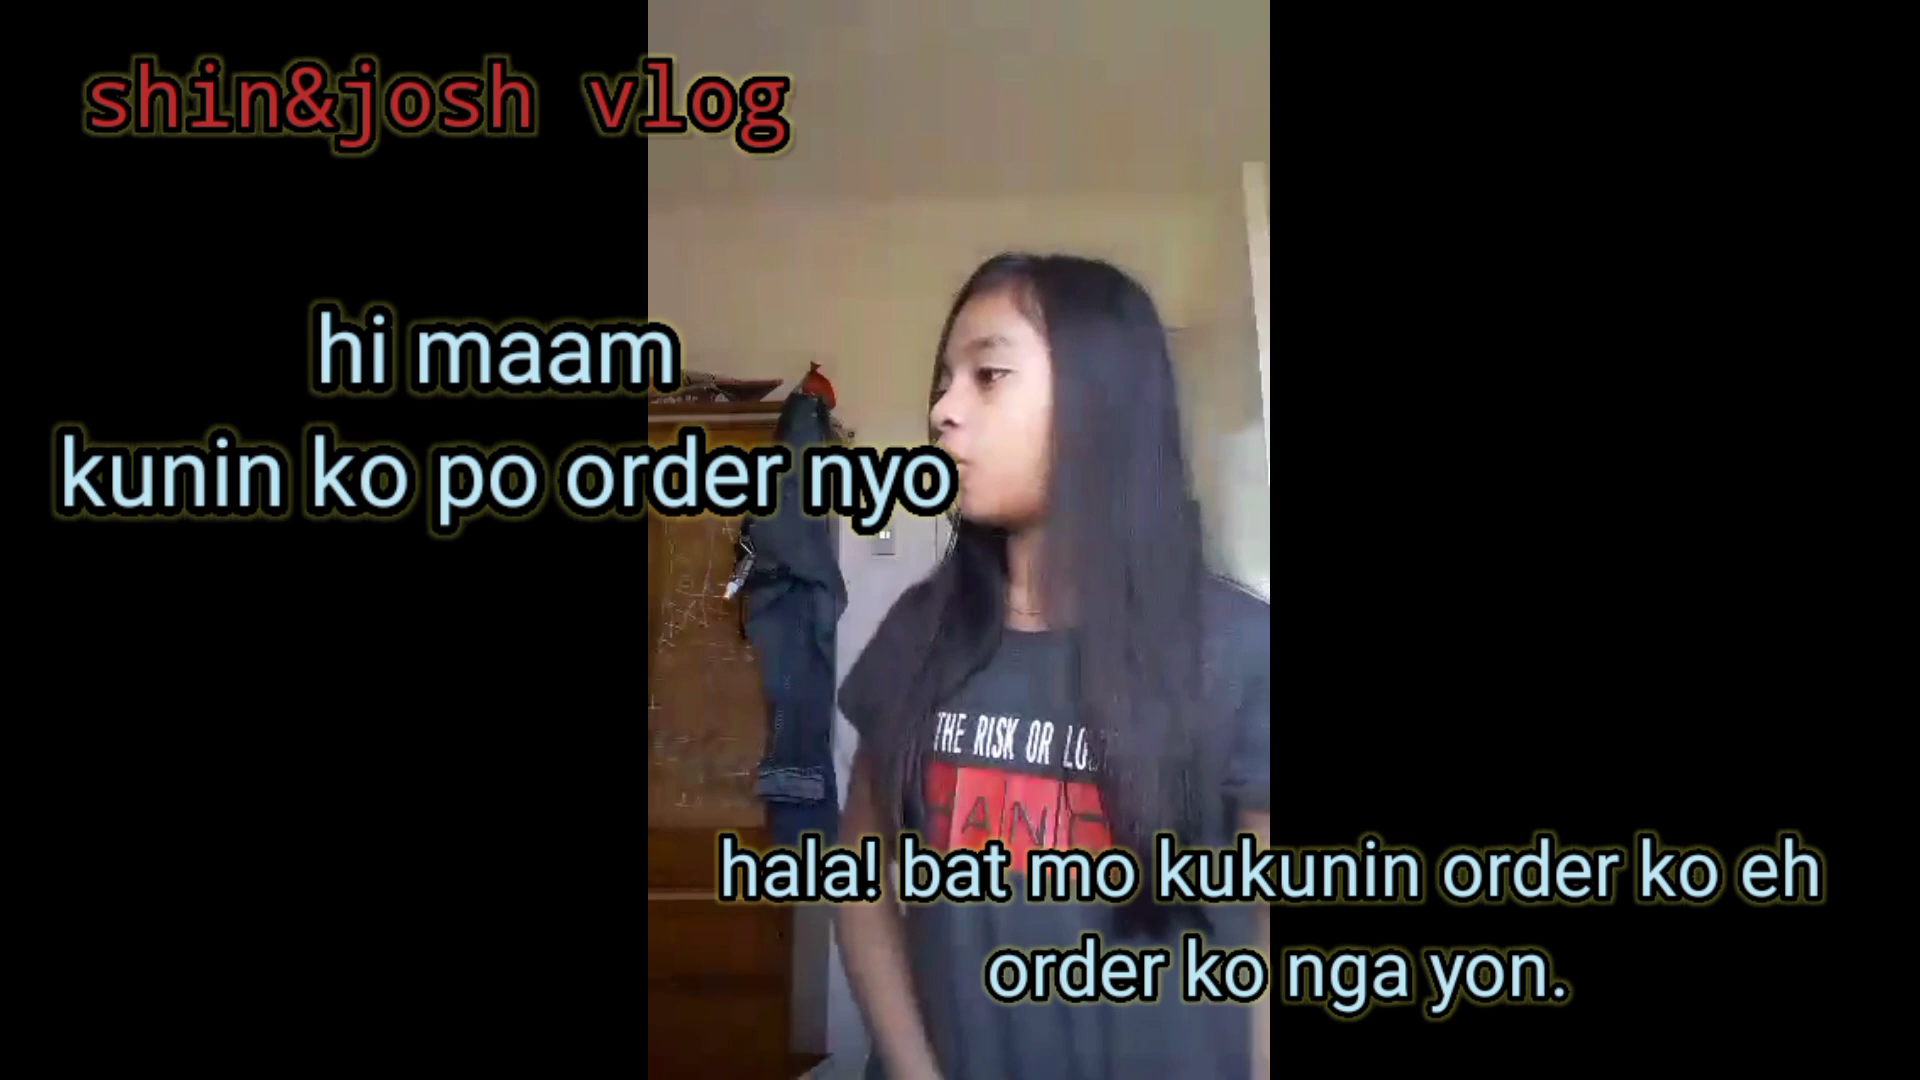 shin&josh vlog
hi maam
kunin ko po order nyo
THE RISK OR
hala! bat mo kukunin order ko eh
order ko nga yon.